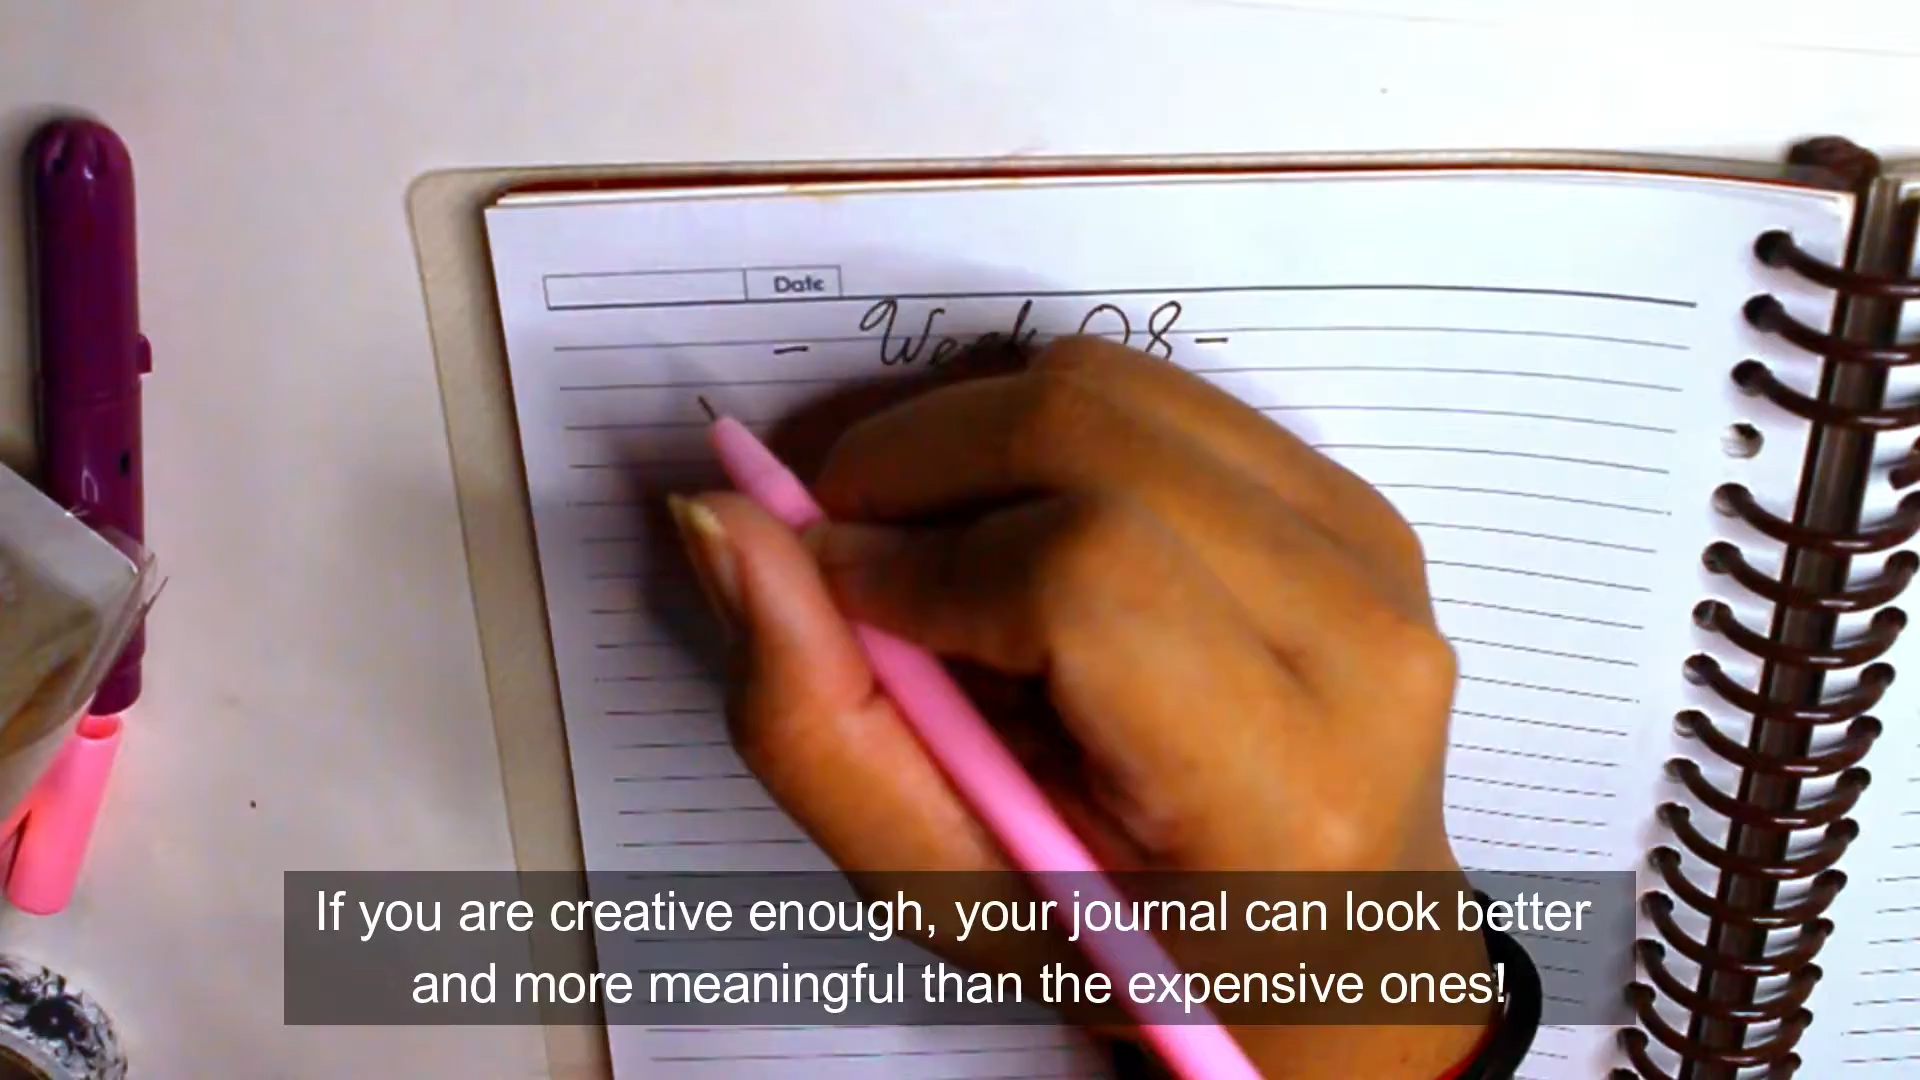 Date
- Week 08 -
If you are creative enough, your journal can look better
and more meaningful than the expensive ones!